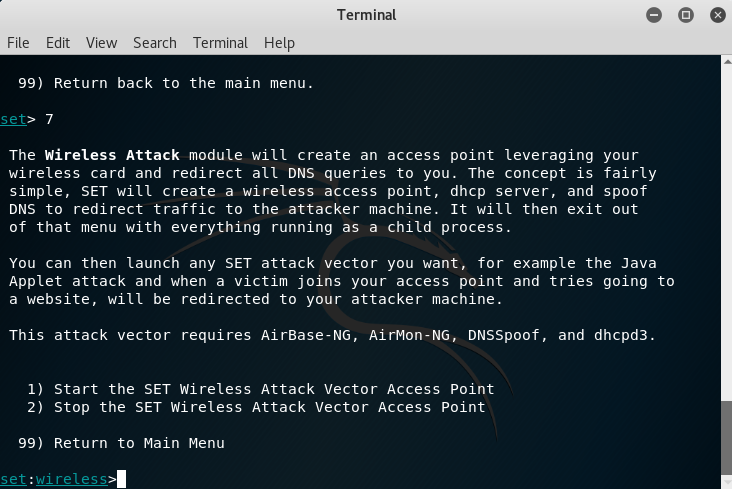 Terminal
File Edit View Search Terminal Help
99) Return back to the main menu.
set> 7
The Wireless Attack module will create an access point leveraging your
wireless card and redirect all DNS queries to you. The concept is fairly
simple, SET will create a wireless access point, dhcp server, and spoof
DNS to redirect traffic to the attacker machine. It will then exit out
of that menu with everything running as a child process.
You can then launch any SET attack vector you want, for example the Java
Applet attack and when a victim joins your access point and tries going to
a website, will be redirected to your attacker machine.
This attack vector requires AirBase-NG, AirMon-NG, DNSSpoof, and dhcpd3.
1) Start the SET Wireless Attack Vector Access Point
2) Stop the SET Wireless Attack Vector Access Point
99) Return to Main Menu
set:wireless>